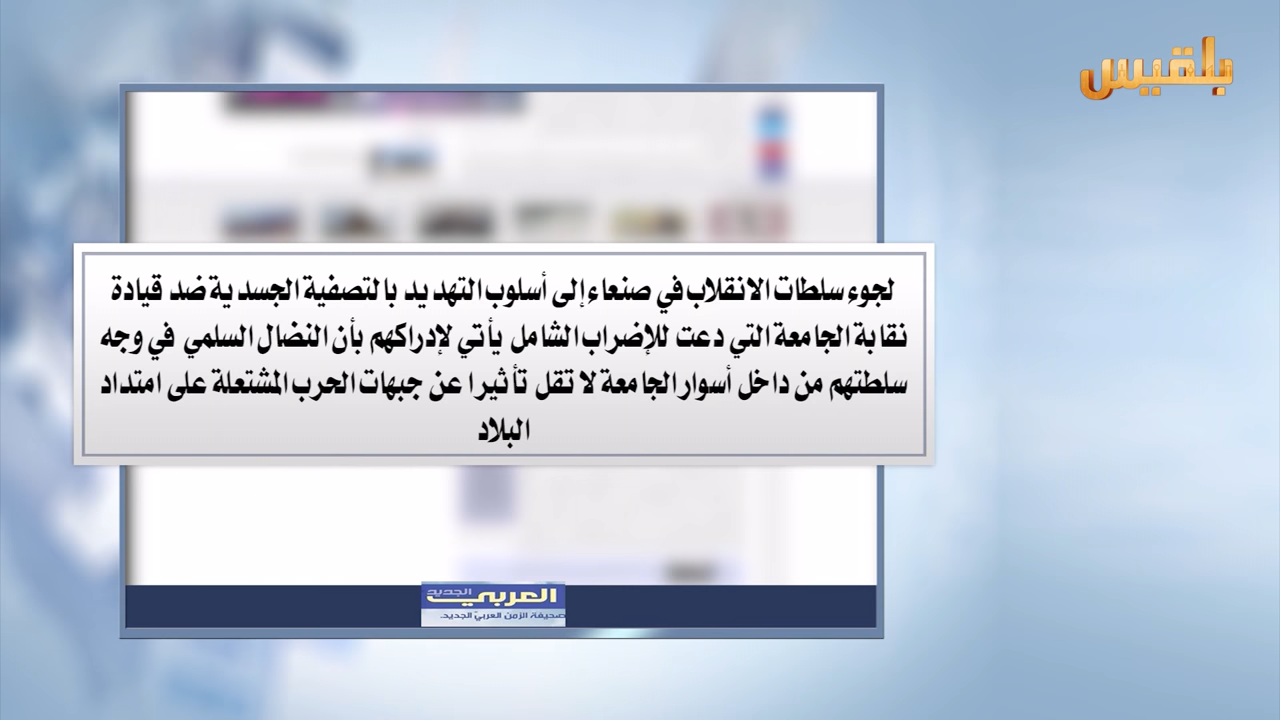 بلقيس
لجوء سلطات الانقلاب في صنعاء إلى أسلوب التهديد بالتصفية الجسدية ضد قيادة
نقابة الجامعة التي دعت للإضراب الشامل يأتي لإدراكهم بأن النضال السلمي في وجه
سلطتهم من داخل أسوار الجامعة لا تقل تأثيرا عن جبهات الحرب المشتعلة على امتداد
البلاد
العربي الجديد
صحيفة الزمن العربيّ الجديد.